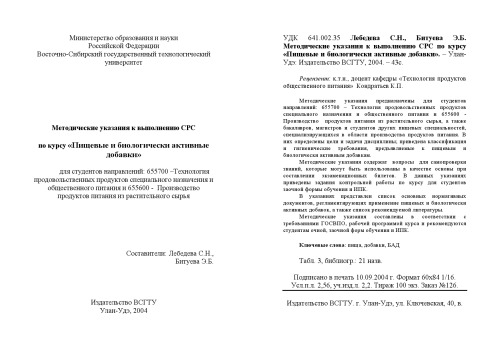 Министерство образования и науки
Российской Федерации
Восточно-Сибирский государственный технологический
университет
Методические указания к выполнению СРС
по курсу «Пищевые и биологически активные
добавки»
для студентов направлений: 655700 –Технология
продовольственных продуктов специального назначения и
общественного питания и 655600 - Производство
продуктов питания из растительного сырья
Составители: Лебедева С.Н.,
Битуева Э.Б.
Издательство ВСГТУ
Улан-Удэ, 2004
УДК 641.002.35 Лебедева С.Н., Битуева Э.Б.
Методические указания к выполнению СРС по курсу
«Пищевые и биологически активные добавки». – Улан-
Удэ: Издательство ВСГТУ, 2004. – 43с.
Рецензент: к.т.н., доцент кафедры «Технология продуктов
общественного питания» Кондратьев К.П.
Методические указания предназначены для студентов
направлений: 655700 - Технология продовольственных продуктов
специального назначения и общественного питания и 655600 -
Производство продуктов питания из растительного сырья, а также
бакалавров, магистров и студентов других пищевых специальностей,
специализирующихся в области производства продуктов питания. В
них определены цели и задачи дисциплины; приведена классификация
и гигиенические требования, предъявляемые к пищевым и
биологически активным добавкам.
Методические указания содержат вопросы для самопроверки
знаний, которые могут быть использованы в качестве основы при
составлении экзаменационных билетов. В данных указаниях
приведены задания контрольной работы по курсу для студентов
заочной формы обучения и ИПК.
В указаниях представлен список основных нормативных
документов, регламентирующих применение пищевых и биологически
активных добавок, а также список рекомендуемой литературы.
Методические указания составлены в соответствии с
требованиями ГОСВПО, рабочей программой курса и рекомендуются
студентам очной, заочной форм обучения и ИПК.
Ключевые слова: пища, добавки, БАД
Табл. 3, библиогр.: 21 назв.
Подписано в печать 10.09.2004 г. Формат 60х84 1/16.
Усл.п.л. 2,56, уч.изд.л. 2,2. Тираж 100 экз. Заказ №126.
Издательство ВСГТУ. г. Улан-Удэ, ул. Ключевская, 40, в.